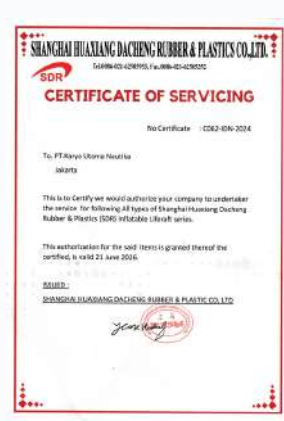 SHANGHAI HUAXIANG DACHENG RUBBER & PLASTICS CO.,LTD.
SDR
CERTIFICATE OF SERVICING
No Certificate : C062-IDN-2024
To, PT.Karya Utama Nautika
Jakarta
This is to Certify we would authorize your company to undertaker
the service for following All types of Shanghai Huaxiang Dacheng
Rubber & Plastics (SDR) Inflatable Liferaft series.
This authorization for the said items is granted thereof the
certified, is valid 21 June 2026.
ISSUED :
SHANGHAI HUAXIANG DACHENG RUBBER & PLASTIC CO, LTD